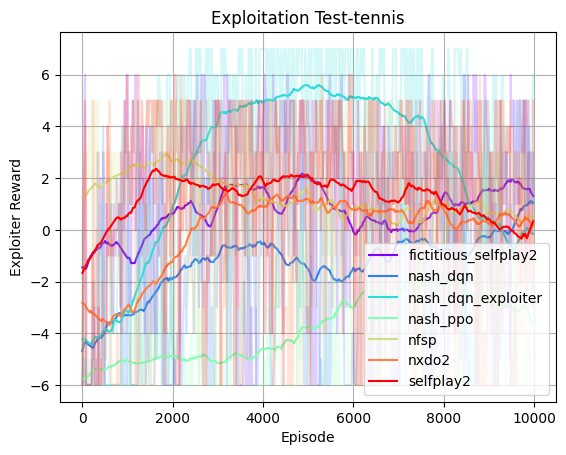 Exploitation Test-tennis
Exploiter Reward
6
4
2
0
−2
−4
−6
fictitious_selfplay2
nash_dqn
nash_dqn_exploiter
nash_ppo
nfsp
nxdo2
selfplay2
0
2000
4000
6000
8000
10000
Episode